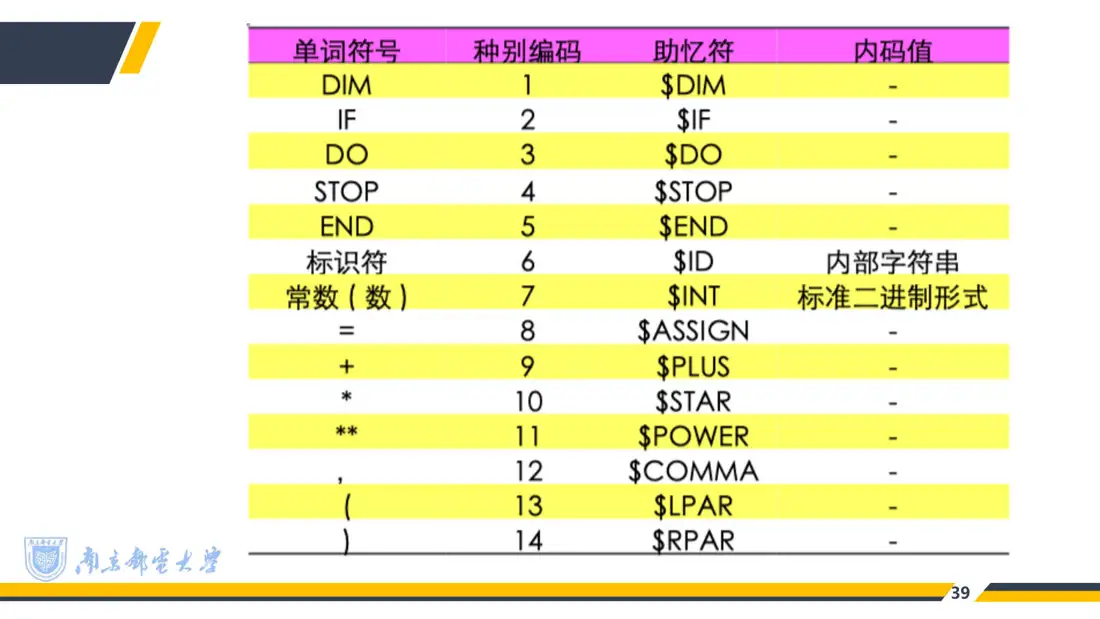 单词符号 种别编码 助忆符 内码值
DIM 1 $DIM -
IF 2 $IF -
DO 3 $DO -
STOP 4 $STOP -
END 5 $END -
标识符 6 $ID 内部字符串
常数(数) 7 $INT 标准二进制形式
= 8 $ASSIGN -
+ 9 $PLUS -
* 10 $STAR -
** 11 $POWER -
, 12 $COMMA -
( 13 $LPAR -
) 14 $RPAR -
南京邮电大学
39